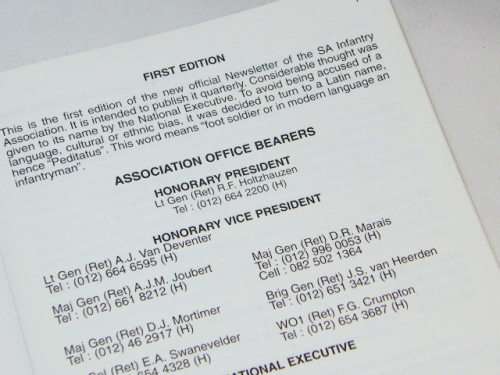 FIRST EDITION
This is the first edition of the new official Newsletter of the SA Infantry
Association. It is intended to publish it quarterly. Considerable thought was
given to its name by the National Executive. To avoid being accused of a
language, cultural or ethnic bias, it was decided to turn to a Latin name,
hence "Peditatus". This word means "foot soldier or in modern language an
infantryman".
ASSOCIATION OFFICE BEARERS
HONORARY PRESIDENT
Lt Gen (Ret) R.F. Holtzhauzen
Tel : (012) 664 2200 (H)
HONORARY VICE PRESIDENT
Lt Gen (Ret) A.J. Van Deventer
Tel : (012) 664 6595 (H)
Maj Gen (Ret) A.J.M. Joubert
Tel : (012) 661 8212 (H)
Maj Gen (Ret) D.J. Mortimer
Tel : (012) 46 2917 (H)
Col (Ret) E.A. Swanevelder
664 4328 (H)
Maj Gen (Ret) D.R. Marais
Tel : (012) 996 0053 (H)
Cell : 082 502 1364
Brig Gen (Ret) J.S. van Heerden
Tel : (012) 651 3421 (H)
WO1 (Ret) F.G. Crumpton
Tel : (012) 654 3687 (H)
NATIONAL EXECUTIVE